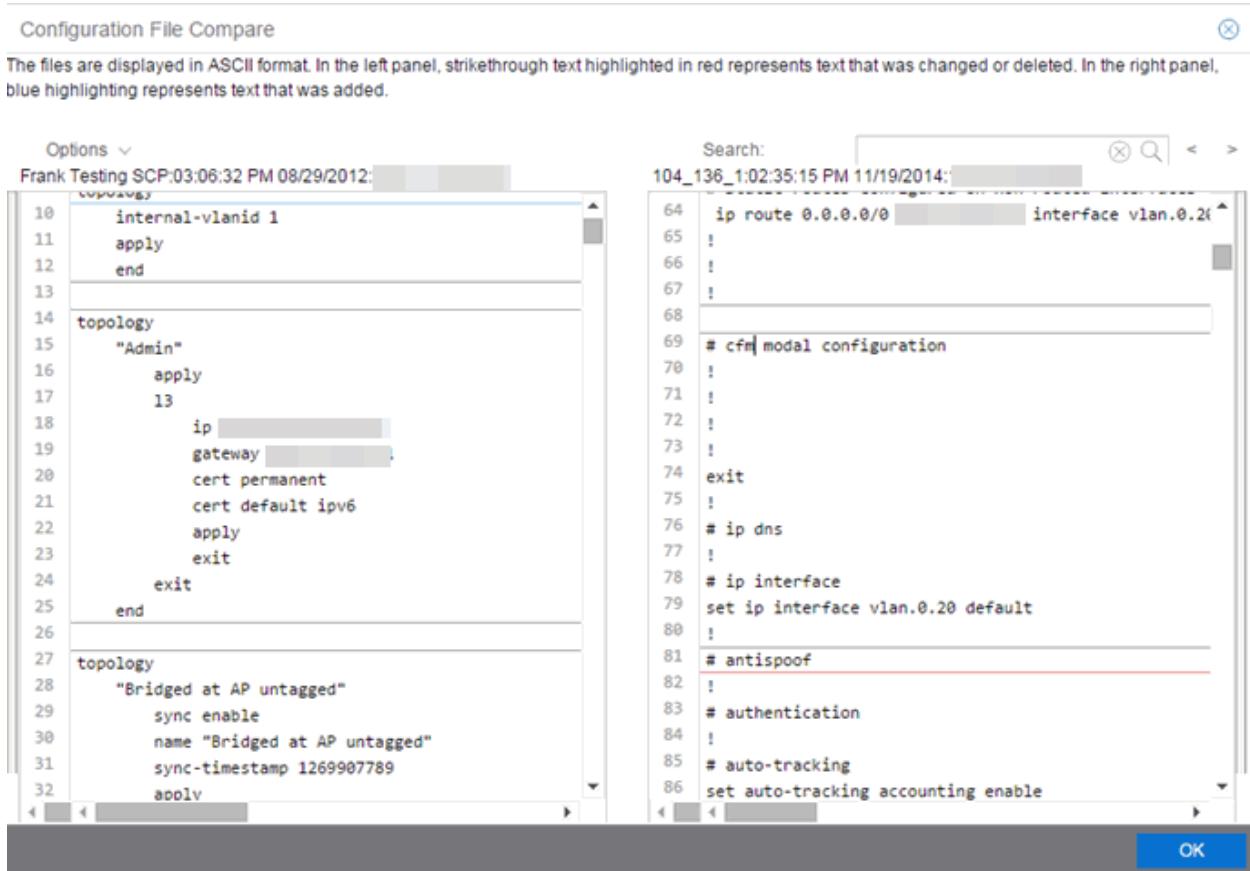 Configuration File Compare
The files are displayed in ASCII format. In the left panel, strikethrough text highlighted in red represents text that was changed or deleted. In the right panel,
blue highlighting represents text that was added.
Options
Frank Testing SCP:03:06:32 PM 08/29/2012:
topology
10 internal-vlanid 1
11 apply
12 end
13
14 topology
15 "Admin"
16 apply
17 l3
18 ip
19 gateway
20 cert permanent
21 cert default ipv6
22 apply
23 exit
24 exit
25 end
26
27 topology
28 "Bridged at AP untagged"
29 sync enable
30 name "Bridged at AP untagged"
31 sync-timestamp 1269907789
32 apply
Search:
< >
104_136_1:02:35:15 PM 11/19/2014:
# static routes configured on non routed interfaces
64 ip route 0.0.0.0/0 interface vlan.0.20
65 !
66 !
67 !
68
69 # cfm modal configuration
70 !
71 !
72 !
73 !
74 exit
75 !
76 # ip dns
77 !
78 # ip interface
79 set ip interface vlan.0.20 default
80 !
81 # antispoof
82 !
83 # authentication
84 !
85 # auto-tracking
86 set auto-tracking accounting enable
OK